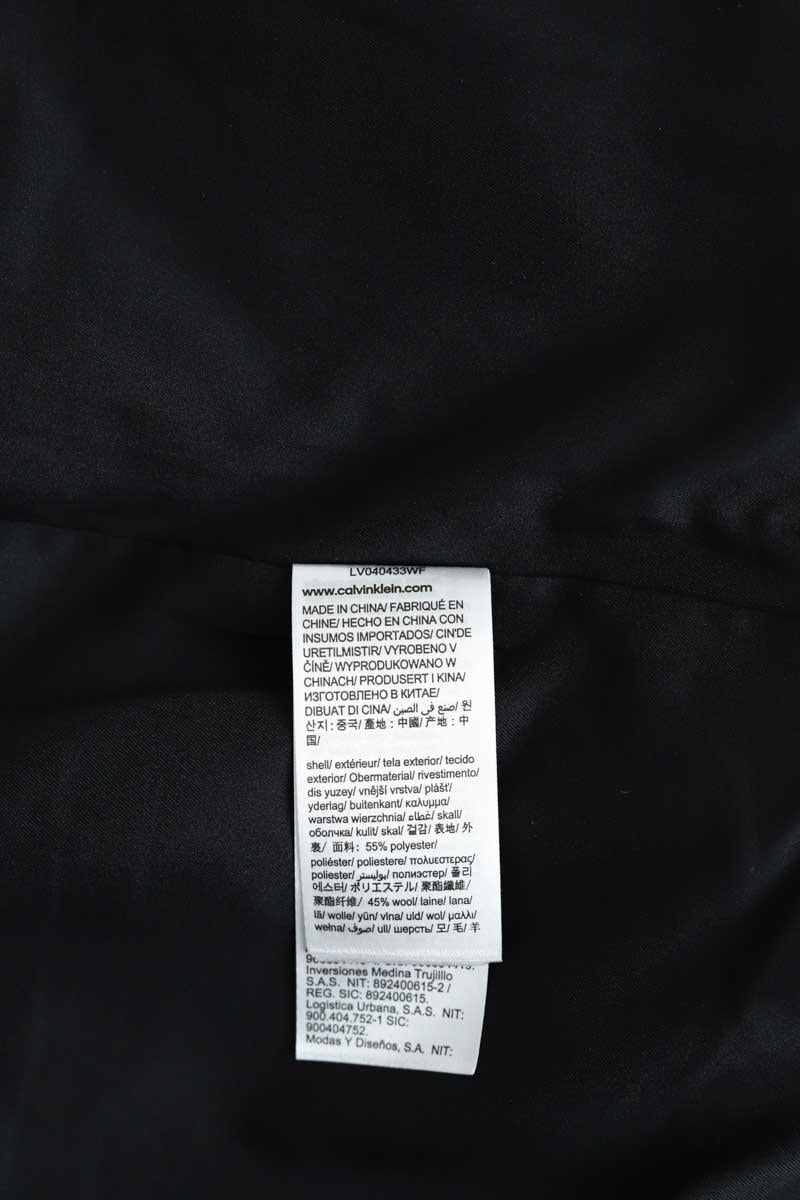 LV040433WF
www.calvinklein.com
MADE IN CHINA/ FABRIQUÉ EN
CHINE/ HECHO EN CHINA CON
INSUMOS IMPORTADOS/ CIN'DE
URETILMISTIR/ VYROBENO V
ČÍNĚ/ WYPRODUKOWANO W
CHINACH/ PRODUSERT I KINA/
ИЗГОТОВЛЕНО В КИТАЕ/
DIBUAT DI CINA/ صنع في الصين/ 원
산지: 중국/ 產地：中國/ 产地：中
国/
shell/ extérieur/ tela exterior/ tecido
exterior/ Obermaterial/ rivestimento/
dis yuzey/ vnější vrstva/ plášť/
yderlag/ buitenkant/ καλυμμα/
warstwa wierzchnia/ غطاء/ skall/
оболчка/ kulit/ skal/ 겉감/ 表地/ 外
裏/ 面料：55% polyester/
poliéster/ poliestere/ πολυεστερας/
poliester/ بوليستر/ полиэстер/ 폴리
에스터/ ポリエステル/ 聚酯纖維/
聚酯纤维/ 45% wool/ laine/ lana/
lã/ wolle/ yün/ vlna/ uld/ wol/ μαλλι/
wełna/ صوف/ ull/ шерсть/ 모/ 毛/ 羊
Inversiones Medina Trujilllo
S.A.S. NIT: 892400615-2 /
REG. SIC: 892400615.
Logistica Urbana, S.A.S. NIT:
900.404.752-1 SIC:
900404752.
Modas Y Diseños, S.A. NIT: